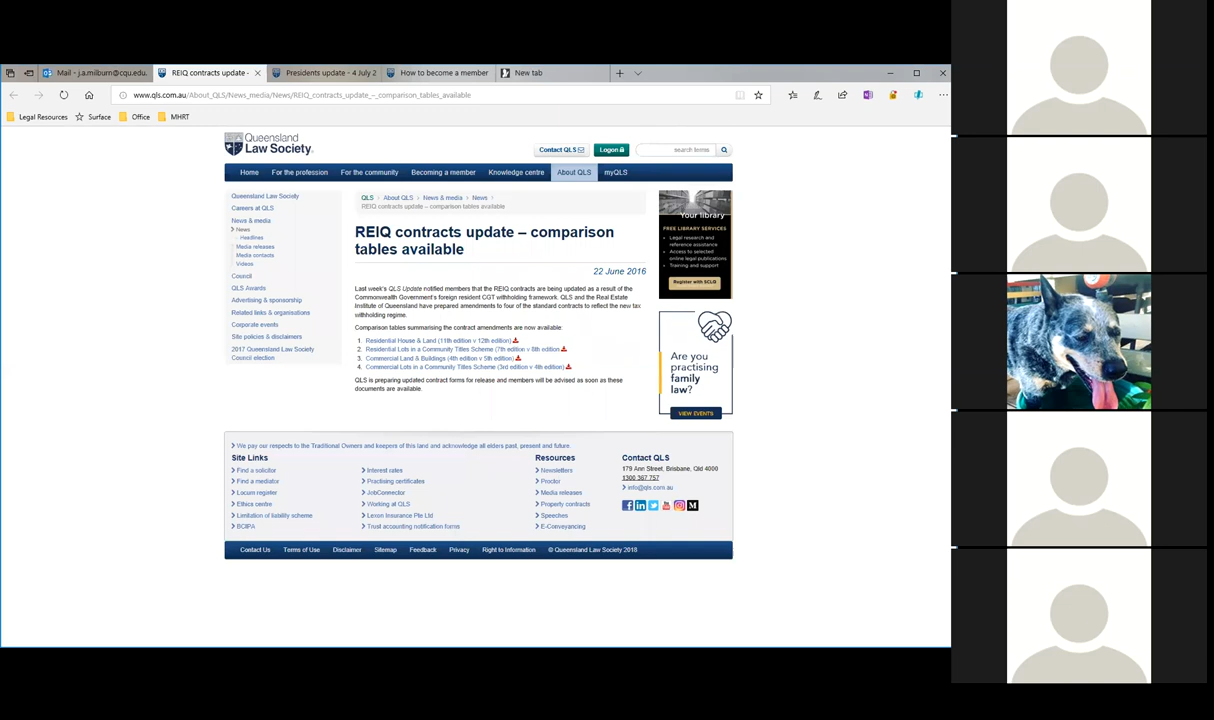 Mail - j.a.milburn@cqu.edu.
REIQ contracts update -
Presidents update - 4 July 2
How to become a member
New tab
www.qls.com.au/About_QLS/News_media/News/REIQ_contracts_update_–_comparison_tables_available
Legal Resources
Surface
Office
MHRT
Queensland
Law Society
Contact QLS
Logon
search terms
Home
For the profession
For the community
Becoming a member
Knowledge centre
About QLS
myQLS
Queensland Law Society
Careers at QLS
News & media
News
Headlines
Media releases
Media contacts
Videos
Council
QLS Awards
Advertising & sponsorship
Related links & organisations
Corporate events
Site policies & disclaimers
2017 Queensland Law Society
Council election
QLS › About QLS › News & media › News ›
REIQ contracts update – comparison tables available
REIQ contracts update – comparison
tables available
22 June 2016
Last week's QLS Update notified members that the REIQ contracts are being updated as a result of the
Commonwealth Government's foreign resident CGT withholding framework. QLS and the Real Estate
Institute of Queensland have prepared amendments to four of the standard contracts to reflect the new tax
withholding regime.
Comparison tables summarising the contract amendments are now available:
1. Residential House & Land (11th edition v 12th edition)
2. Residential Lots in a Community Titles Scheme (7th edition v 8th edition
3. Commercial Land & Buildings (4th edition v 5th edition)
4. Commercial Lots in a Community Titles Scheme (3rd edition v 4th edition)
QLS is preparing updated contract forms for release and members will be advised as soon as these
documents are available.
Your library
FREE LIBRARY SERVICES
• Legal research and
reference assistance
• Access to selected
online legal publications
• Training and support
Register with SCLQ
Are you
practising
family
law?
VIEW EVENTS
We pay our respects to the Traditional Owners and keepers of this land and acknowledge all elders past, present and future.
Site Links
Find a solicitor
Find a mediator
Locum register
Ethics centre
Limitation of liability scheme
BCIPA
Interest rates
Practising certificates
JobConnector
Working at QLS
Lexon Insurance Pte Ltd
Trust accounting notification forms
Resources
Newsletters
Proctor
Media releases
Property contracts
Speeches
E-Conveyancing
Contact QLS
179 Ann Street, Brisbane, Qld 4000
1300 367 757
info@qls.com.au
Contact Us
Terms of Use
Disclaimer
Sitemap
Feedback
Privacy
Right to Information
© Queensland Law Society 2018